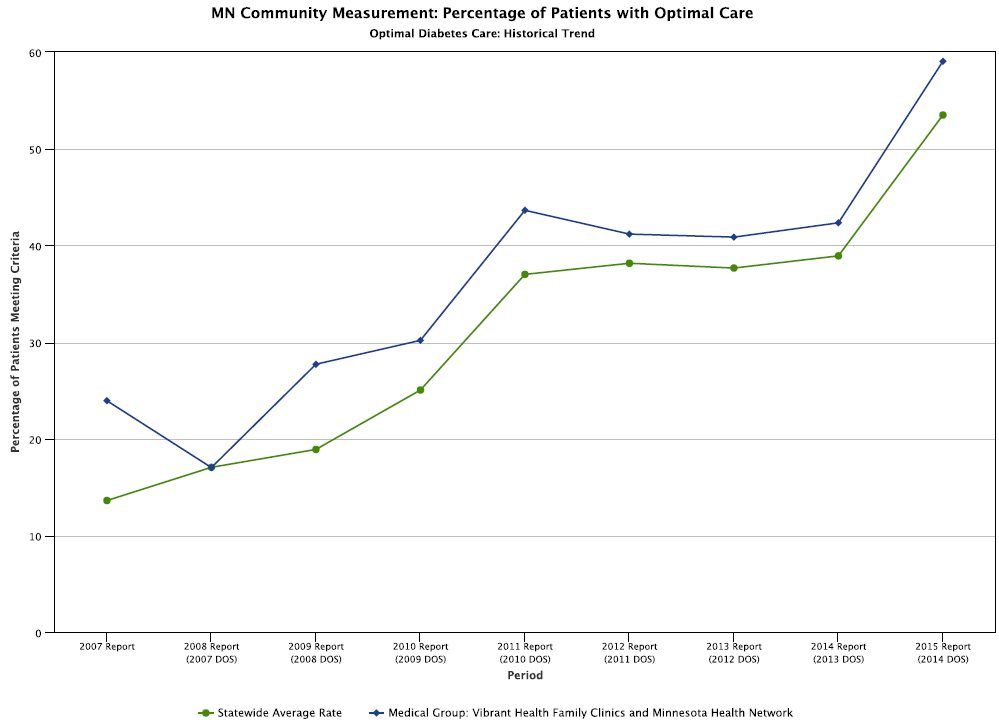 MN Community Measurement: Percentage of Patients with Optimal Care
Optimal Diabetes Care: Historical Trend
Percentage of Patients Meeting Criteria
60
50
40
30
20
10
0
2007 Report
2008 Report
(2007 DOS)
2009 Report
(2008 DOS)
2010 Report
(2009 DOS)
2011 Report
(2010 DOS)
2012 Report
(2011 DOS)
2013 Report
(2012 DOS)
2014 Report
(2013 DOS)
2015 Report
(2014 DOS)
Period
Statewide Average Rate
Medical Group: Vibrant Health Family Clinics and Minnesota Health Network